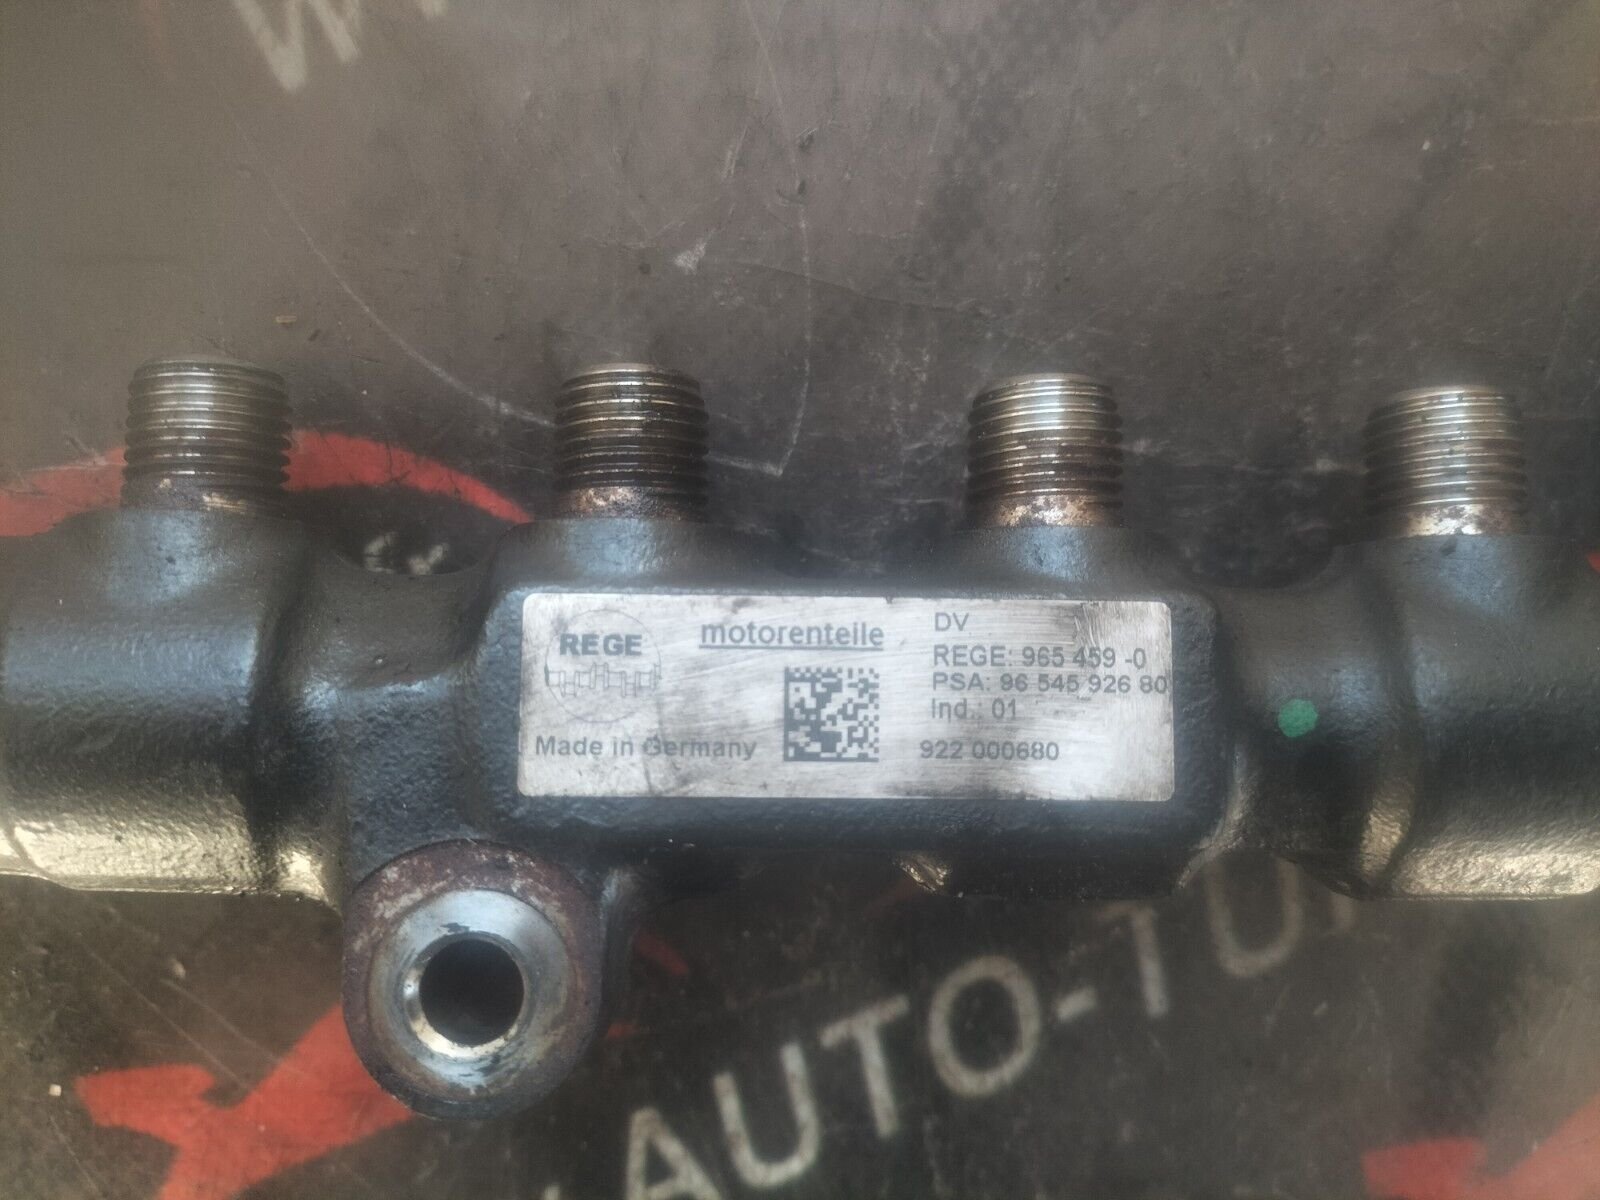 REGE
motorenteile
DV
REGE: 965 459 -0
PSA: 96 545 926 80
Ind.: 01
Made in Germany
922 000680
AUTO-TU